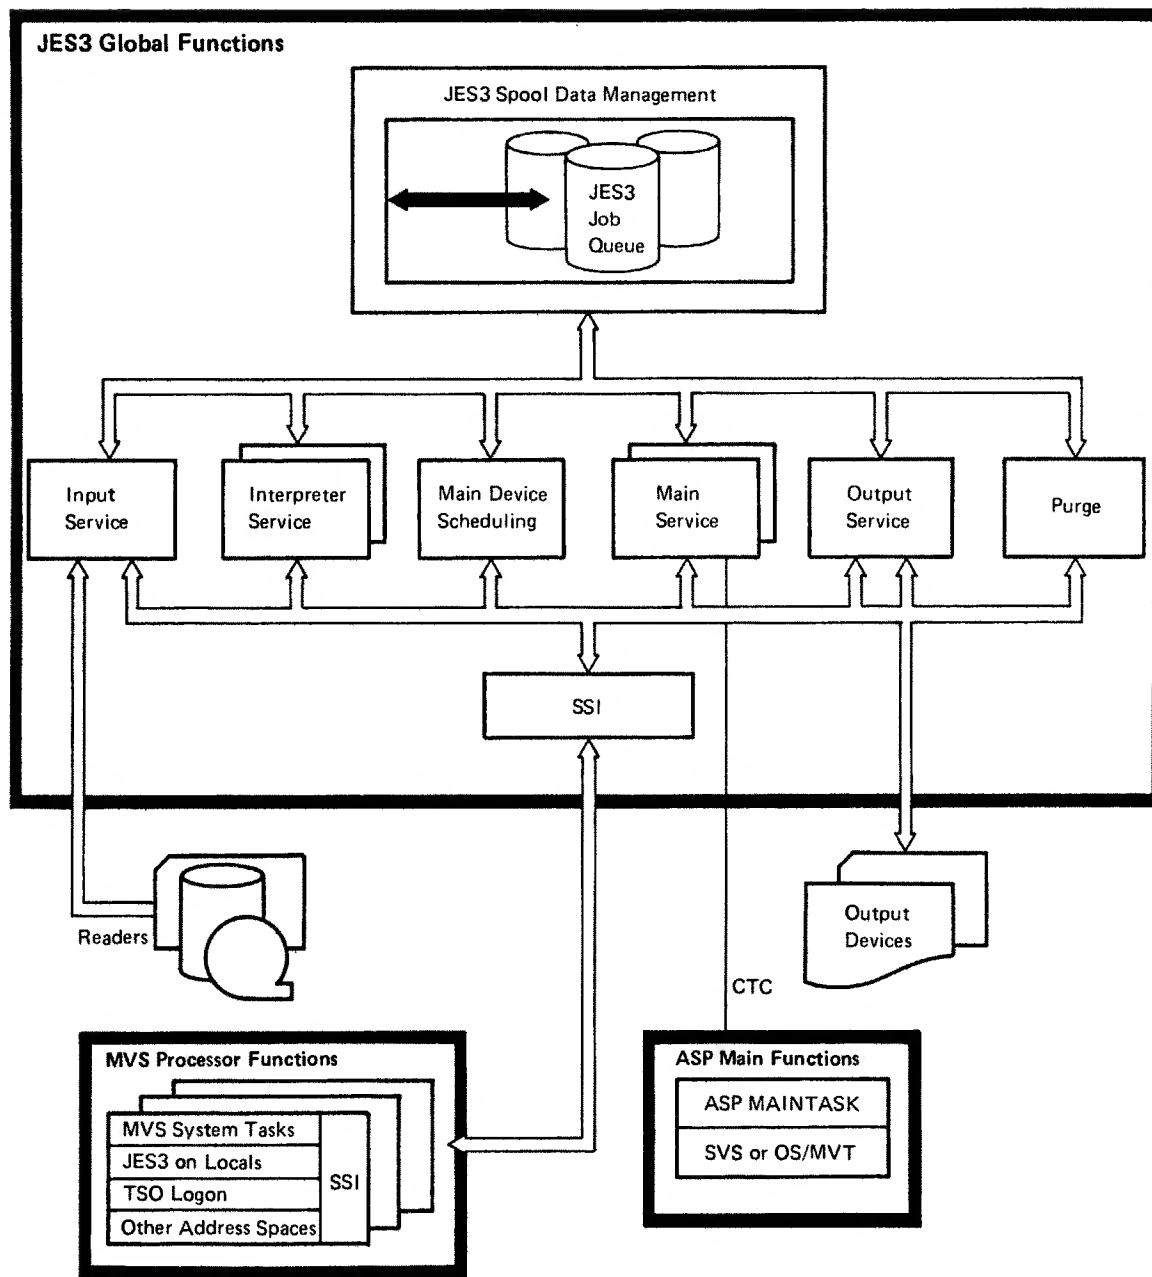 JES3 Global Functions
JES3 Spool Data Management
JES3
Job
Queue
Input
Service
Interpreter
Service
Main Device
Scheduling
Main
Service
Output
Service
Purge
SSI
Readers
Output
Devices
CTC
MVS Processor Functions
MVS System Tasks
JES3 on Locals
TSO Logon
Other Address Spaces
SSI
ASP Main Functions
ASP MAINTASK
SVS or OS/MVT